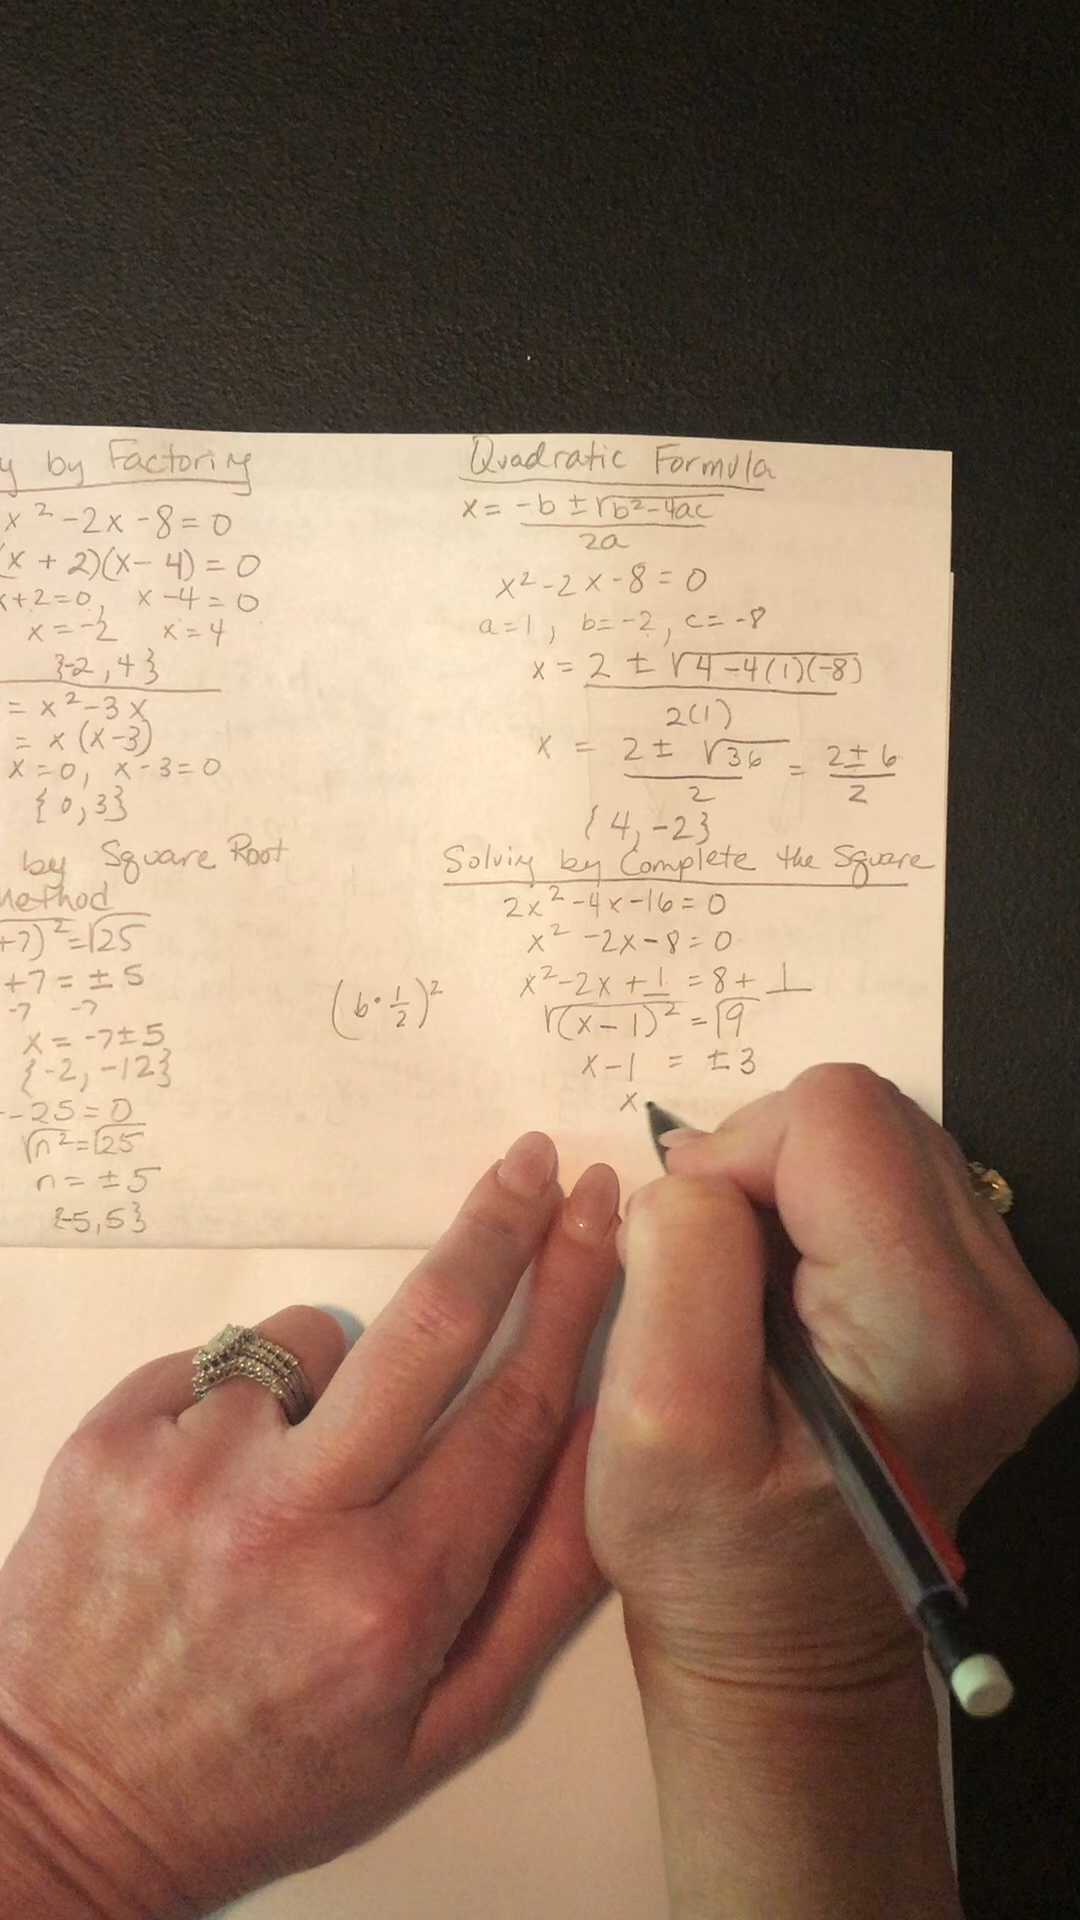 by Factoring
x² -2x -8 = 0
(x + 2)(x - 4) = 0
x+2=0, x-4=0
x=-2 x=4
{-2, 4}
= x² -3x
= x (x-3)
x=0, x-3=0
{0, 3}
by Square Root
Method
+7)² = √25
+7 = ± 5
-7 -7
x = -7±5
{-2, -12}
-25 = 0
√n² = √25
n = ± 5
{-5, 5}
Quadratic Formula
x = -b ± √b²-4ac
2a
x² -2x -8 = 0
a=1, b=-2, c=-8
x = 2 ± √4-4(1)(-8)
2(1)
x = 2 ± √36 = 2±6
2 2
{4, -2}
Solving by Complete the Square
2x² -4x -16 = 0
x² -2x -8 = 0
x² -2x + 1 = 8 + 1
(b · 1/2)²
√(x-1)² = √9
x-1 = ±3
x